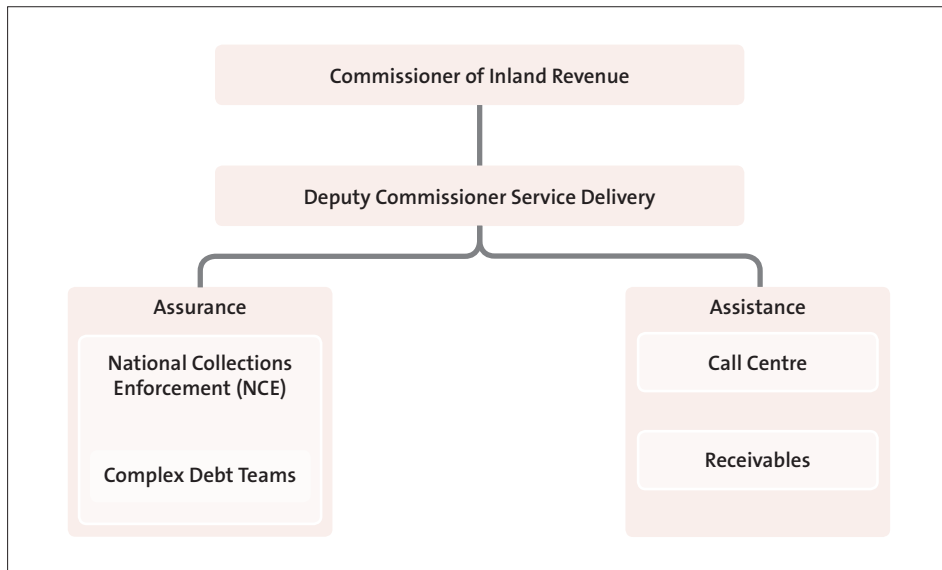 Commissioner of Inland Revenue
Deputy Commissioner Service Delivery
Assurance
National Collections
Enforcement (NCE)
Complex Debt Teams
Assistance
Call Centre
Receivables